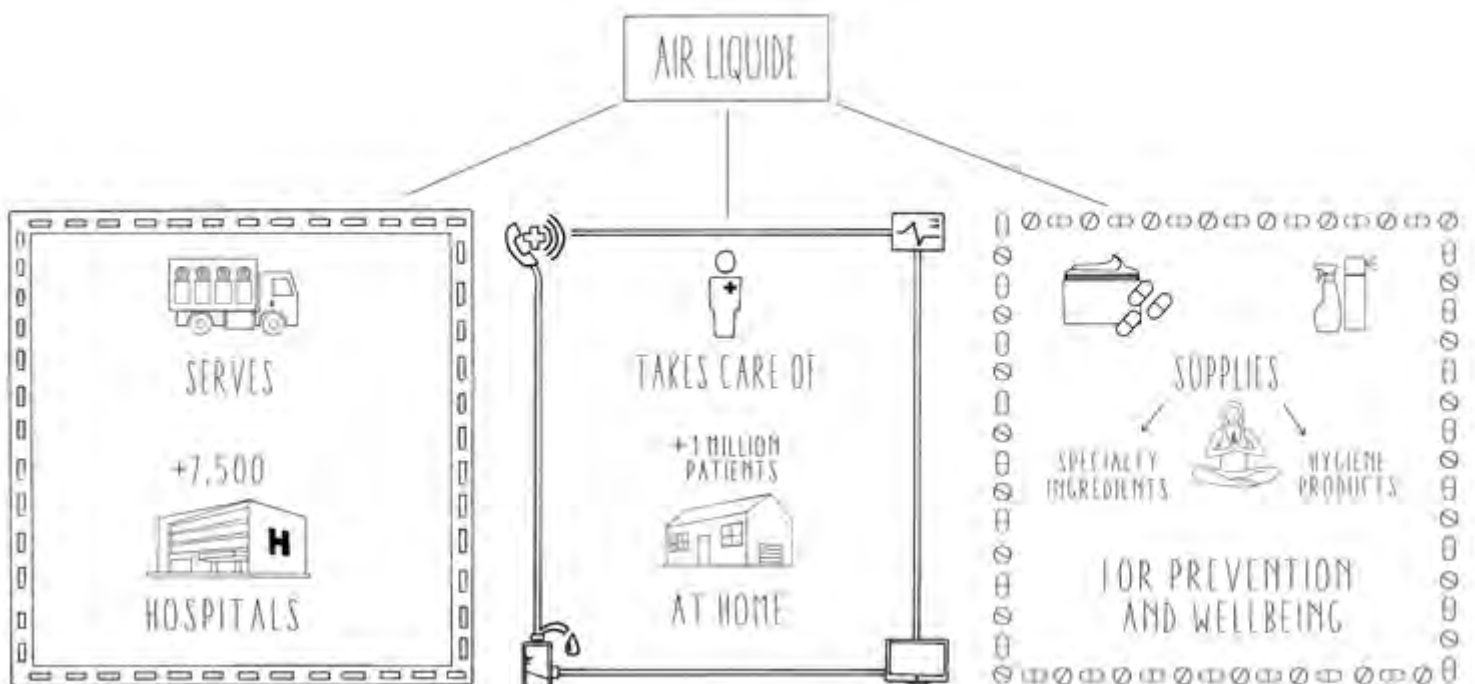 AIR LIQUIDE
SERVES
+7,500
H
HOSPITALS
TAKES CARE OF
+1 MILLION
PATIENTS
AT HOME
SUPPLIES
SPECIALTY
INGREDIENTS
HYGIENE
PRODUCTS
FOR PREVENTION
AND WELLBEING